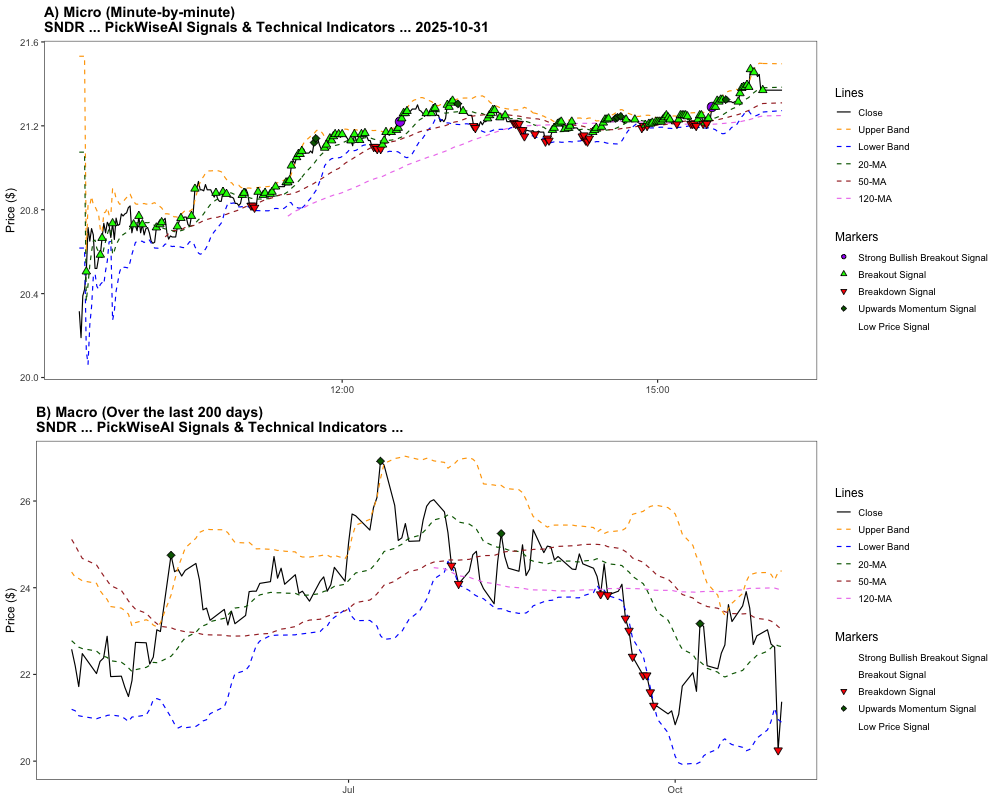 A) Micro (Minute-by-minute)
SNDR ... PickWiseAI Signals & Technical Indicators ... 2025-10-31
Price ($)
21.6
21.2
20.8
20.4
20.0
12:00
15:00
Lines
Close
Upper Band
Lower Band
20-MA
50-MA
120-MA
Markers
Strong Bullish Breakout Signal
Breakout Signal
Breakdown Signal
Upwards Momentum Signal
Low Price Signal
B) Macro (Over the last 200 days)
SNDR ... PickWiseAI Signals & Technical Indicators ...
Price ($)
26
24
22
20
Jul
Oct
Lines
Close
Upper Band
Lower Band
20-MA
50-MA
120-MA
Markers
Strong Bullish Breakout Signal
Breakout Signal
Breakdown Signal
Upwards Momentum Signal
Low Price Signal